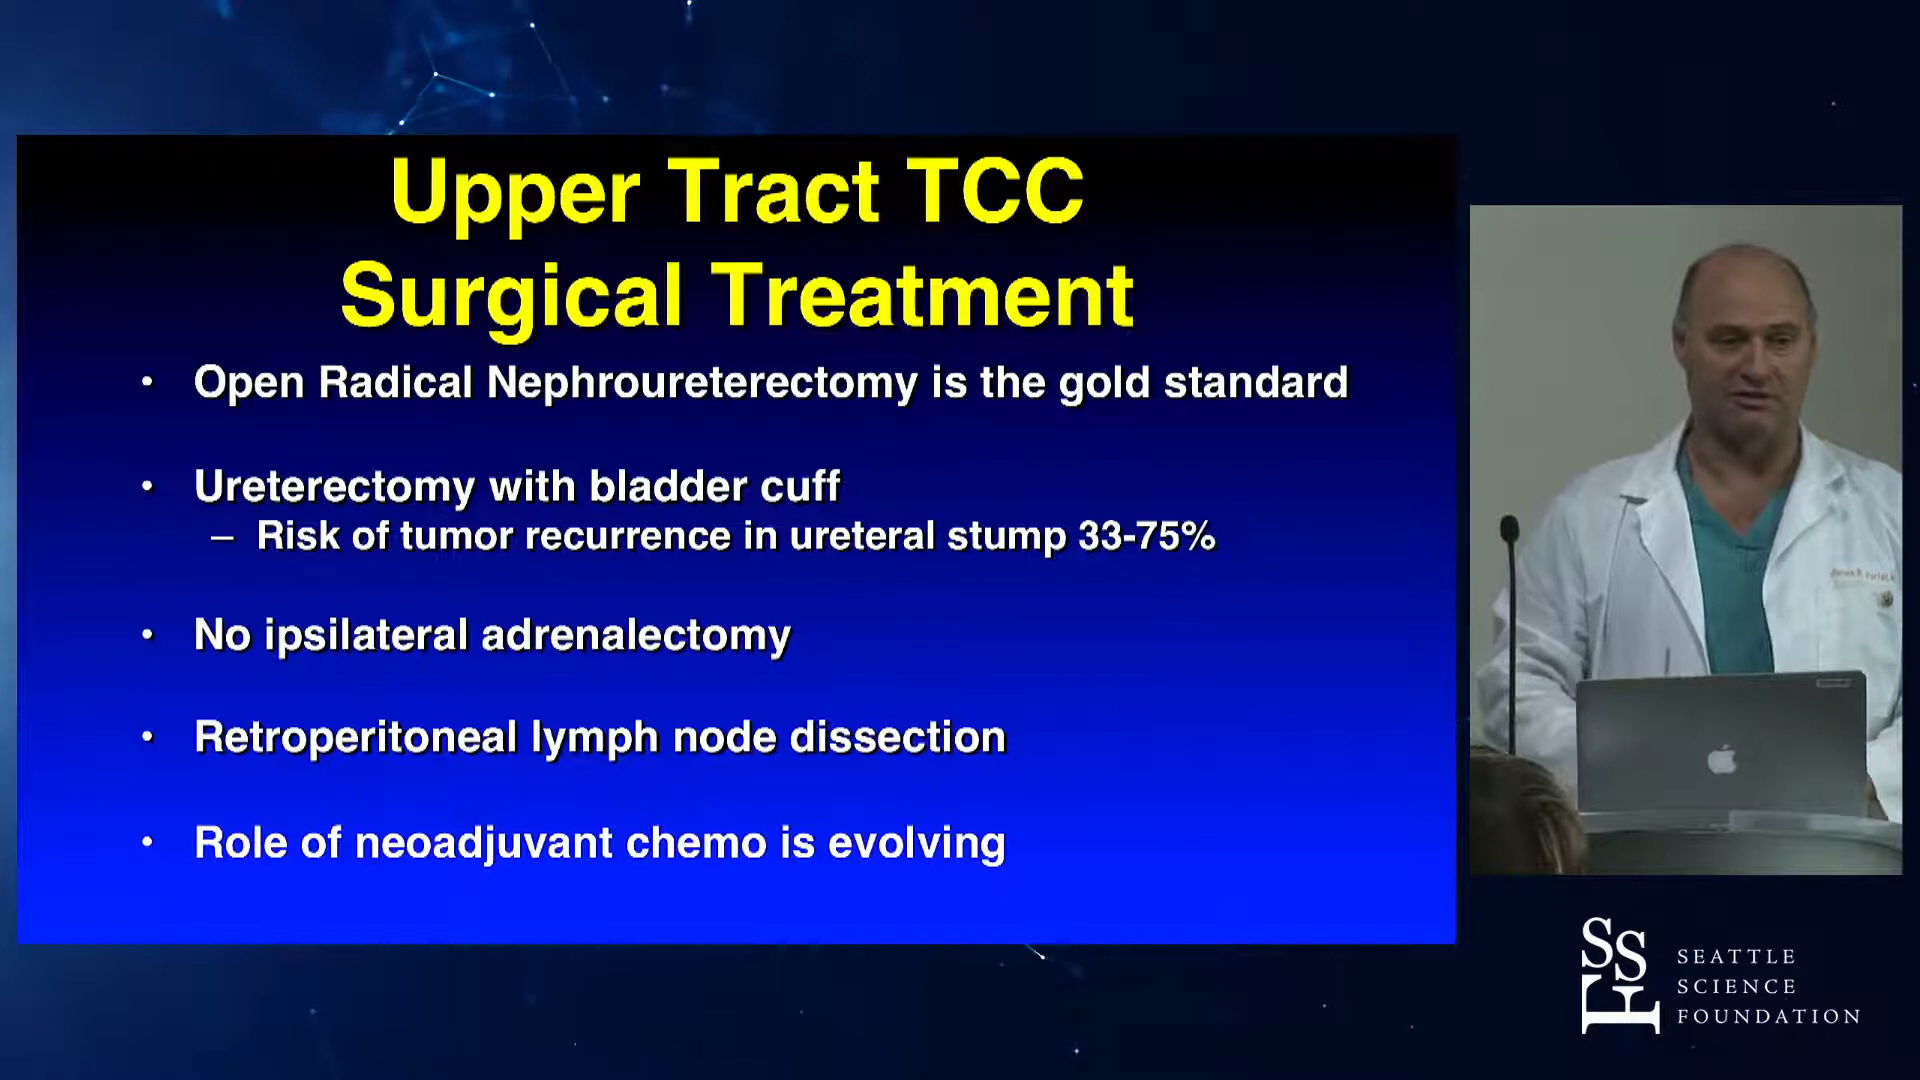 Upper Tract TCC
Surgical Treatment
• Open Radical Nephroureterectomy is the gold standard
• Ureterectomy with bladder cuff
– Risk of tumor recurrence in ureteral stump 33-75%
• No ipsilateral adrenalectomy
• Retroperitoneal lymph node dissection
• Role of neoadjuvant chemo is evolving
SSF
SEATTLE
SCIENCE
FOUNDATION